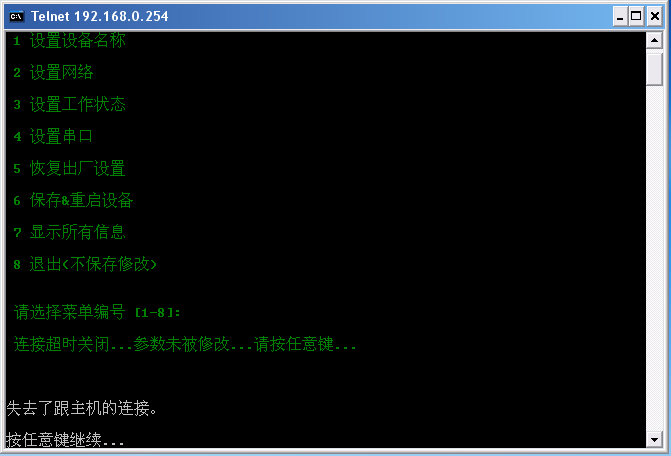 Telnet 192.168.0.254
1 设置设备名称
2 设置网络
3 设置工作状态
4 设置串口
5 恢复出厂设置
6 保存&重启设备
7 显示所有信息
8 退出(不保存修改)
请选择菜单编号 [1-8]:
连接超时关闭...参数未被修改...请按任意键...
失去了跟主机的连接。
按任意键继续...